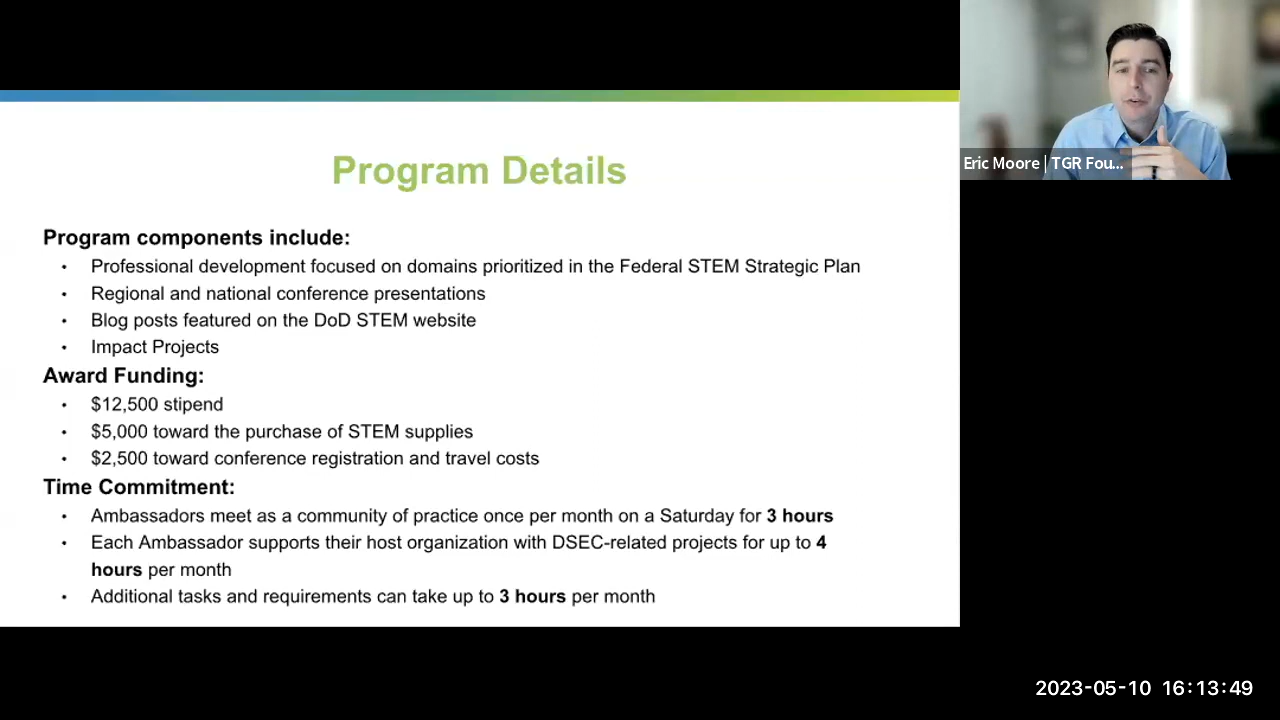 Program Details
Program components include:
• Professional development focused on domains prioritized in the Federal STEM Strategic Plan
• Regional and national conference presentations
• Blog posts featured on the DoD STEM website
• Impact Projects
Award Funding:
• $12,500 stipend
• $5,000 toward the purchase of STEM supplies
• $2,500 toward conference registration and travel costs
Time Commitment:
• Ambassadors meet as a community of practice once per month on a Saturday for 3 hours
• Each Ambassador supports their host organization with DSEC-related projects for up to 4
hours per month
• Additional tasks and requirements can take up to 3 hours per month
Eric Moore | TGR Fou...
2023-05-10 16:13:49